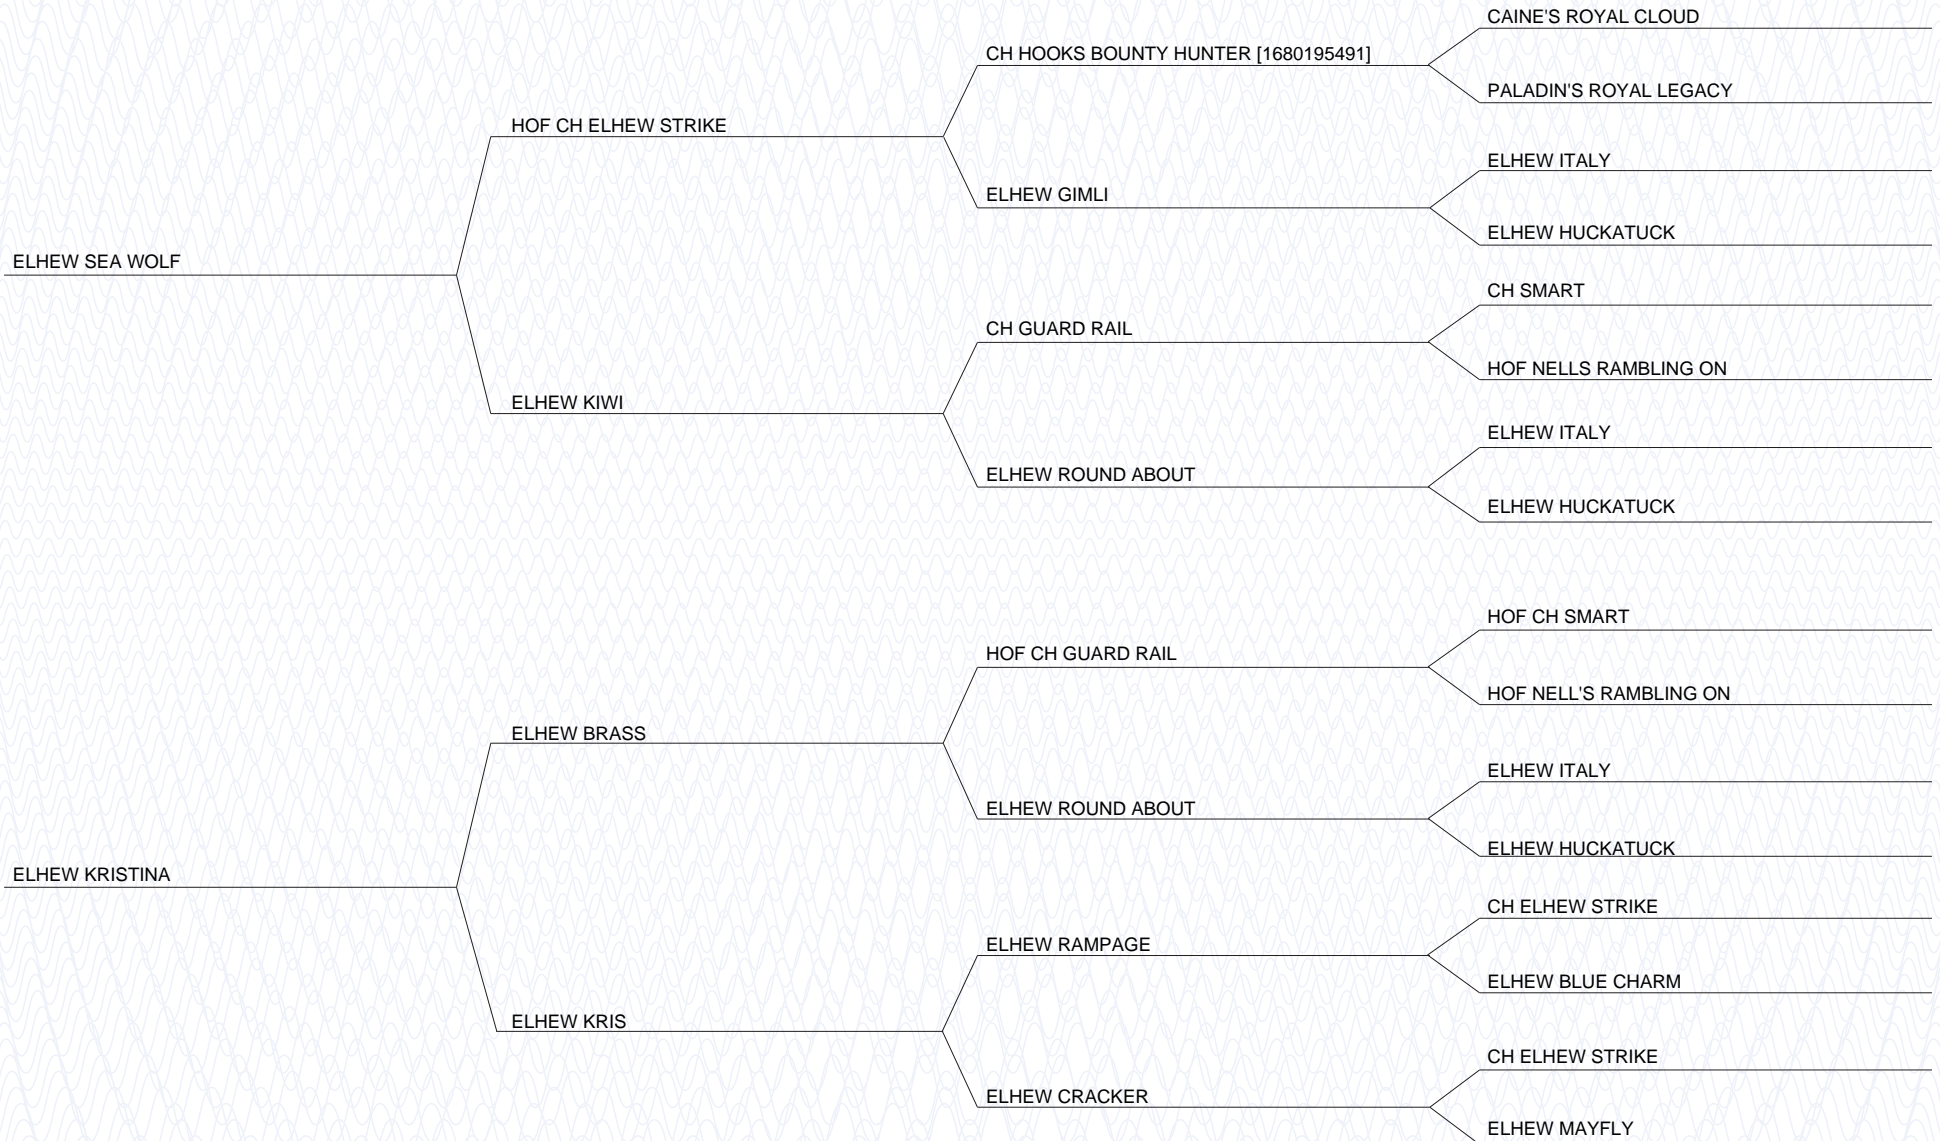 CAINE'S ROYAL CLOUD
CH HOOKS BOUNTY HUNTER [1680195491]
PALADIN'S ROYAL LEGACY
HOF CH ELHEW STRIKE
ELHEW ITALY
ELHEW GIMLI
ELHEW HUCKATUCK
ELHEW SEA WOLF
CH SMART
CH GUARD RAIL
HOF NELLS RAMBLING ON
ELHEW KIWI
ELHEW ITALY
ELHEW ROUND ABOUT
ELHEW HUCKATUCK
HOF CH SMART
HOF CH GUARD RAIL
HOF NELL'S RAMBLING ON
ELHEW BRASS
ELHEW ITALY
ELHEW ROUND ABOUT
ELHEW HUCKATUCK
ELHEW KRISTINA
CH ELHEW STRIKE
ELHEW RAMPAGE
ELHEW BLUE CHARM
ELHEW KRIS
CH ELHEW STRIKE
ELHEW CRACKER
ELHEW MAYFLY